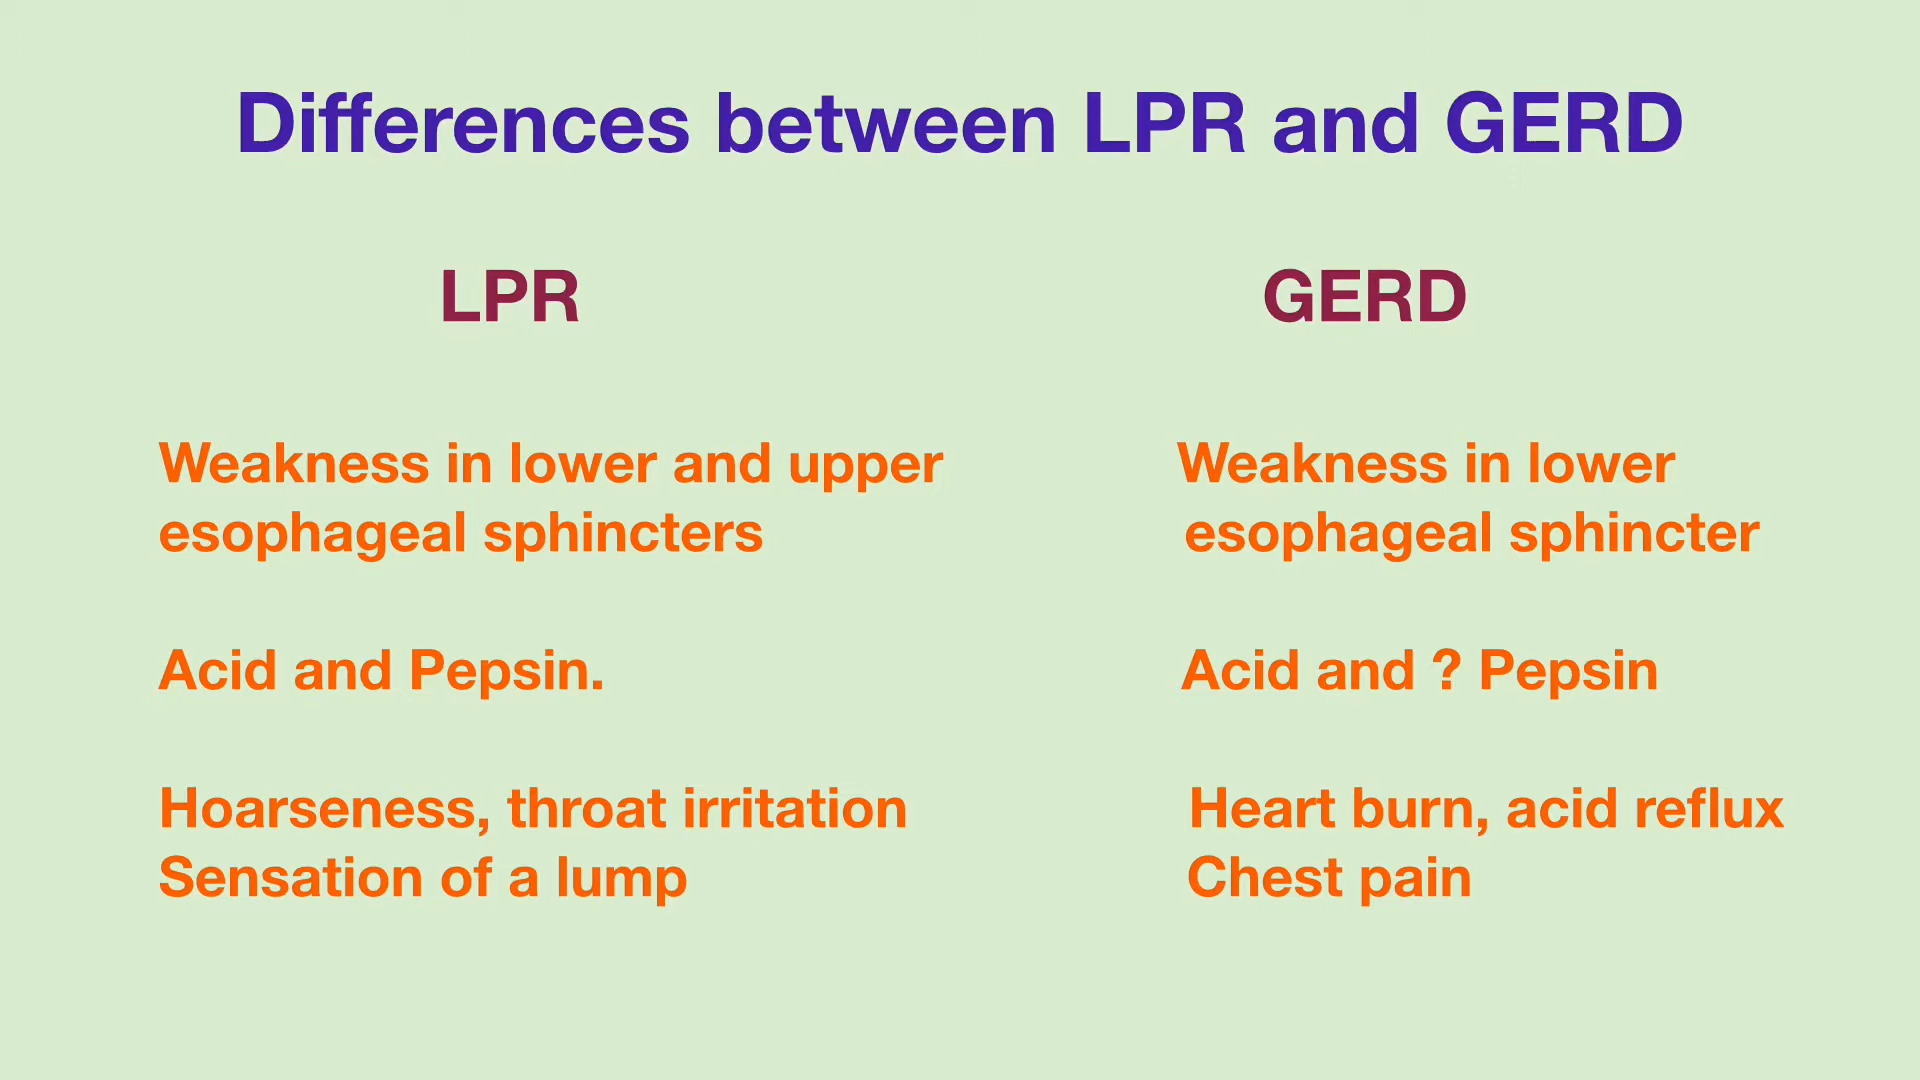 Differences between LPR and GERD
LPR
Weakness in lower and upper
esophageal sphincters
Acid and Pepsin.
Hoarseness, throat irritation
Sensation of a lump
GERD
Weakness in lower
esophageal sphincter
Acid and ? Pepsin
Heart burn, acid reflux
Chest pain